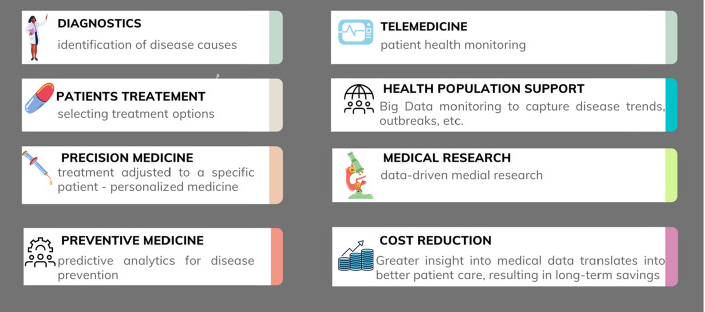 DIAGNOSTICS
identification of disease causes
PATIENTS TREATEMENT
selecting treatment options
PRECISION MEDICINE
treatment adjusted to a specific
patient - personalized medicine
PREVENTIVE MEDICINE
predictive analytics for disease
prevention
TELEMEDICINE
patient health monitoring
HEALTH POPULATION SUPPORT
Big Data monitoring to capture disease trends,
outbreaks, etc.
MEDICAL RESEARCH
data-driven medial research
COST REDUCTION
Greater insight into medical data translates into
better patient care, resulting in long-term savings